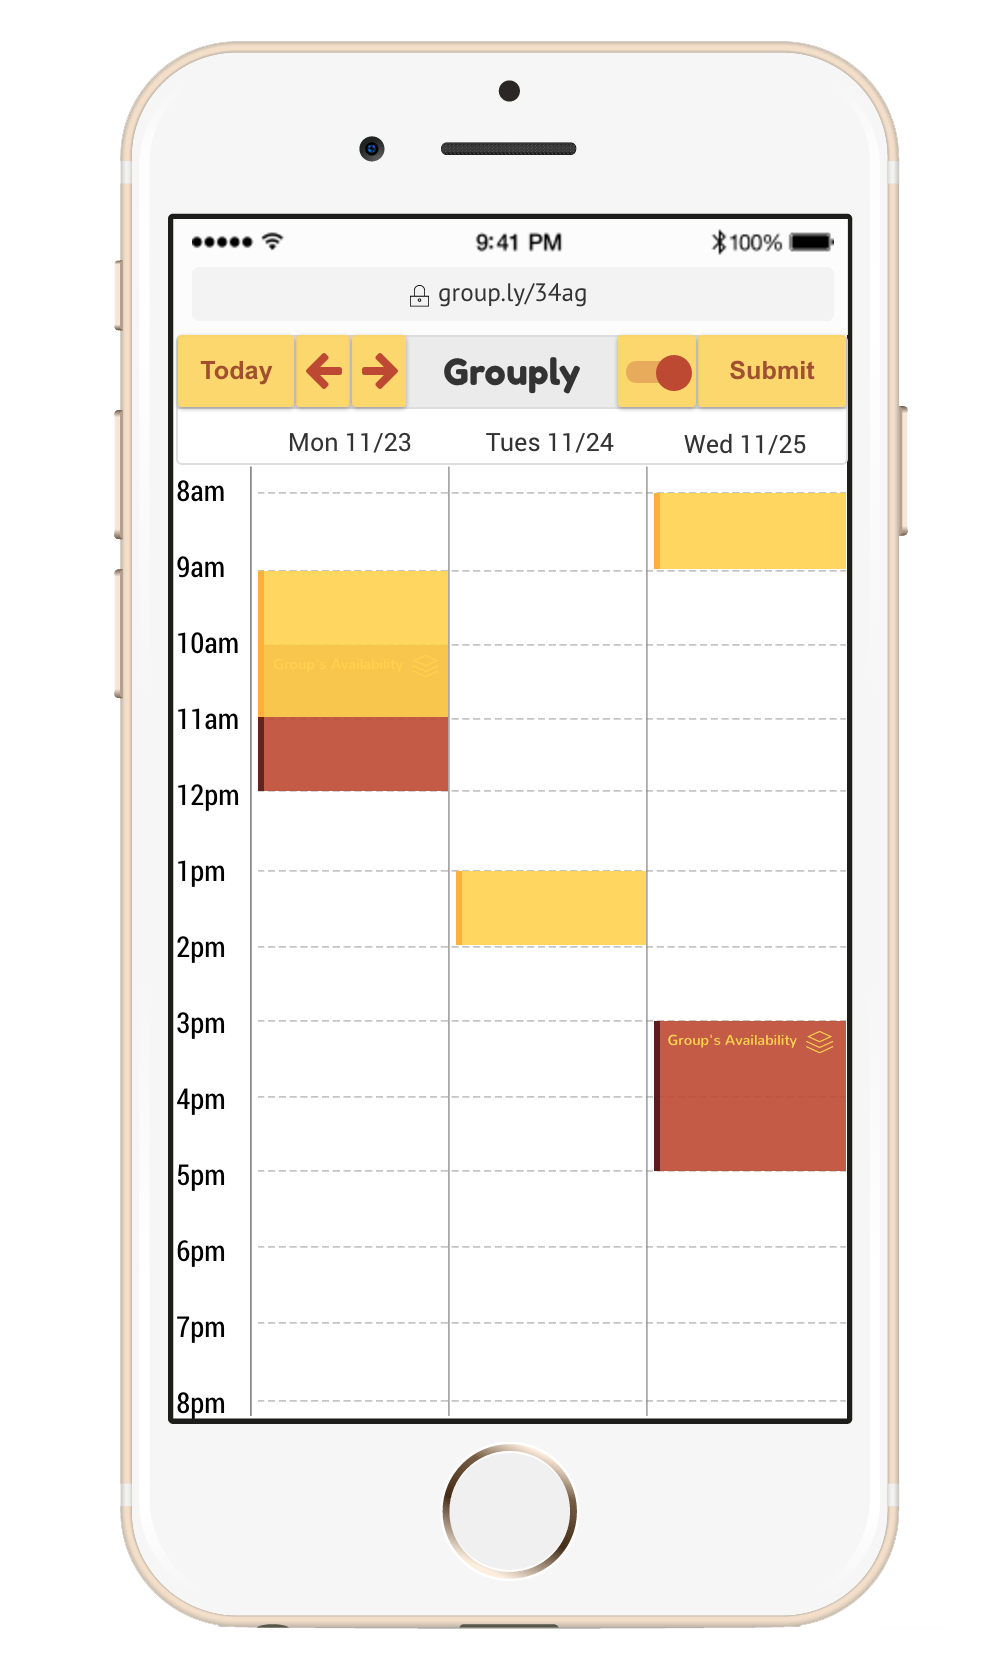 9:41 PM 100%
group.ly/34ag
Today Grouply Submit
Mon 11/23 Tues 11/24 Wed 11/25
8am
9am
10am
Group's Availability
11am
12pm
1pm
2pm
3pm
Group's Availability
4pm
5pm
6pm
7pm
8pm